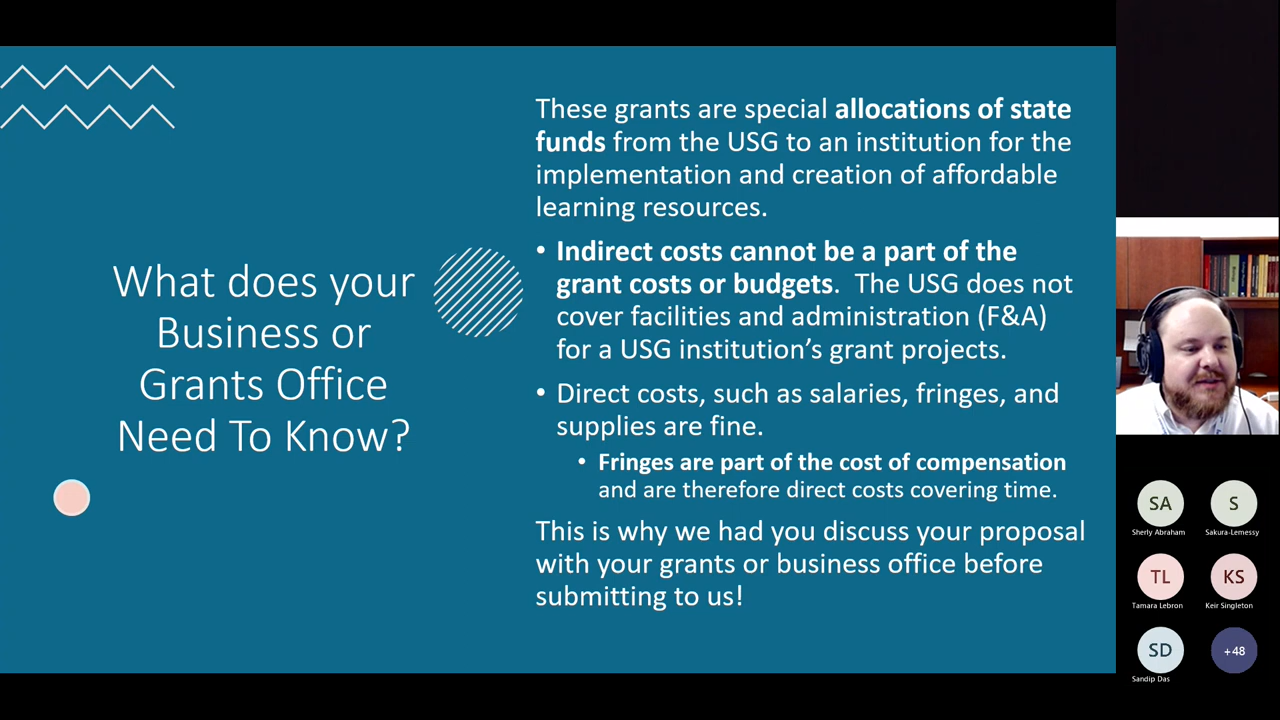 What does your
Business or
Grants Office
Need To Know?
These grants are special allocations of state
funds from the USG to an institution for the
implementation and creation of affordable
learning resources.
• Indirect costs cannot be a part of the
grant costs or budgets.  The USG does not
cover facilities and administration (F&A)
for a USG institution’s grant projects.
• Direct costs, such as salaries, fringes, and
supplies are fine.
• Fringes are part of the cost of compensation
and are therefore direct costs covering time.
This is why we had you discuss your proposal
with your grants or business office before
submitting to us!
SA
Sherly Abraham
S
Sakura-Lemessy
TL
Tamara Lebron
KS
Keir Singleton
SD
Sandip Das
+48